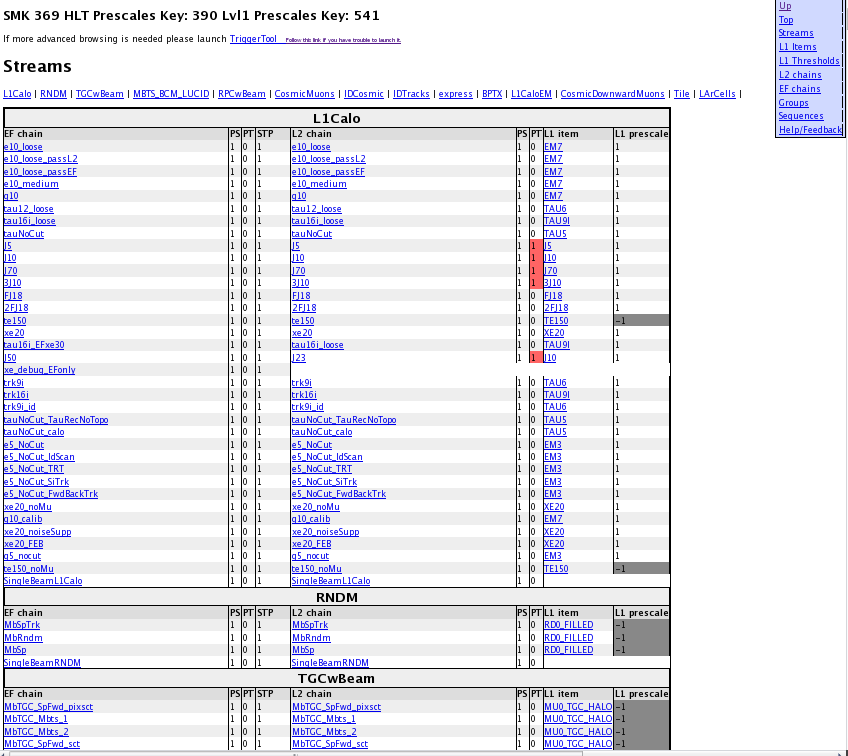 SMK 369 HLT Prescales Key: 390 Lvl1 Prescales Key: 541
If more advanced browsing is needed please launch TriggerTool Follow this link if you have trouble to launch it.
Streams
L1Calo | RNDM | TGCwBeam | MBTS_BCM_LUCID | RPCwBeam | CosmicMuons | IDCosmic | IDTracks | express | BPTX | L1CaloEM | CosmicDownwardMuons | Tile | LArCells |
Up
Top
Streams
L1 Items
L1 Thresholds
L2 chains
EF chains
Groups
Sequences
Help/Feedback
L1Calo
EF chain PS PT STP L2 chain PS PT L1 item L1 prescale
e10_loose 1 0 1 e10_loose 1 0 EM7 1
e10_loose_passL2 1 0 1 e10_loose_passL2 1 0 EM7 1
e10_loose_passEF 1 0 1 e10_loose_passEF 1 0 EM7 1
e10_medium 1 0 1 e10_medium 1 0 EM7 1
g10 1 0 1 g10 1 0 EM7 1
tau12_loose 1 0 1 tau12_loose 1 0 TAU6 1
tau16i_loose 1 0 1 tau16i_loose 1 0 TAU9I 1
tauNoCut 1 0 1 tauNoCut 1 0 TAU5 1
J5 1 0 1 J5 1 1 J5 1
J10 1 0 1 J10 1 1 J10 1
J70 1 0 1 J70 1 1 J70 1
3J10 1 0 1 3J10 1 1 3J10 1
FJ18 1 0 1 FJ18 1 0 FJ18 1
2FJ18 1 0 1 2FJ18 1 0 2FJ18 1
te150 1 0 1 te150 1 0 TE150 -1
xe20 1 0 1 xe20 1 0 XE20 1
tau16i_EFxe30 1 0 1 tau16i_loose 1 0 TAU9I 1
J50 1 0 1 J23 1 1 J10 1
xe_debug_EFonly 1 0 1
trk9i 1 0 1 trk9i 1 0 TAU6 1
trk16i 1 0 1 trk16i 1 0 TAU9I 1
trk9i_id 1 0 1 trk9i_id 1 0 TAU6 1
tauNoCut_TauRecNoTopo 1 0 1 tauNoCut_TauRecNoTopo 1 0 TAU5 1
tauNoCut_calo 1 0 1 tauNoCut_calo 1 0 TAU5 1
e5_NoCut 1 0 1 e5_NoCut 1 0 EM3 1
e5_NoCut_IdScan 1 0 1 e5_NoCut_IdScan 1 0 EM3 1
e5_NoCut_TRT 1 0 1 e5_NoCut_TRT 1 0 EM3 1
e5_NoCut_SiTrk 1 0 1 e5_NoCut_SiTrk 1 0 EM3 1
e5_NoCut_FwdBackTrk 1 0 1 e5_NoCut_FwdBackTrk 1 0 EM3 1
xe20_noMu 1 0 1 xe20_noMu 1 0 XE20 1
g10_calib 1 0 1 g10_calib 1 0 EM7 1
xe20_noiseSupp 1 0 1 xe20_noiseSupp 1 0 XE20 1
xe20_FEB 1 0 1 xe20_FEB 1 0 XE20 1
g5_nocut 1 0 1 g5_nocut 1 0 EM3 1
te150_noMu 1 0 1 te150_noMu 1 0 TE150 -1
SingleBeamL1Calo 1 0 1 SingleBeamL1Calo 1 0
RNDM
EF chain PS PT STP L2 chain PS PT L1 item L1 prescale
MbSpTrk 1 0 1 MbSpTrk 1 0 RD0_FILLED -1
MbRndm 1 0 1 MbRndm 1 0 RD0_FILLED -1
MbSp 1 0 1 MbSp 1 0 RD0_FILLED -1
SingleBeamRNDM 1 0 1 SingleBeamRNDM 1 0
TGCwBeam
EF chain PS PT STP L2 chain PS PT L1 item L1 prescale
MbTGC_SpFwd_pixsct 1 0 1 MbTGC_SpFwd_pixsct 1 0 MU0_TGC_HALO -1
MbTGC_Mbts_1 1 0 1 MbTGC_Mbts_1 1 0 MU0_TGC_HALO -1
MbTGC_Mbts_2 1 0 1 MbTGC_Mbts_2 1 0 MU0_TGC_HALO -1
MbTGC_SpFwd_sct 1 0 1 MbTGC_SpFwd_sct 1 0 MU0_TGC_HALO -1